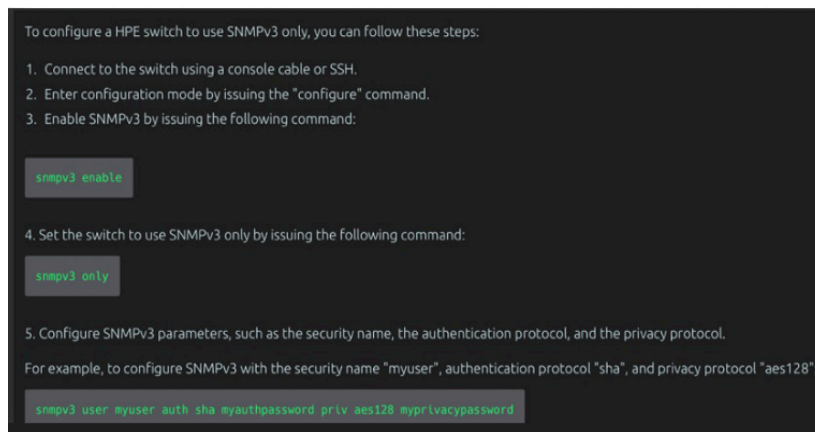 To configure a HPE switch to use SNMPv3 only, you can follow these steps:
1. Connect to the switch using a console cable or SSH.
2. Enter configuration mode by issuing the "configure" command.
3. Enable SNMPv3 by issuing the following command:
snmpv3 enable
4. Set the switch to use SNMPv3 only by issuing the following command:
snmpv3 only
5. Configure SNMPv3 parameters, such as the security name, the authentication protocol, and the privacy protocol.
For example, to configure SNMPv3 with the security name "myuser", authentication protocol "sha", and privacy protocol "aes128"
snmpv3 user myuser auth sha myauthpassword priv aes128 myprivacypassword